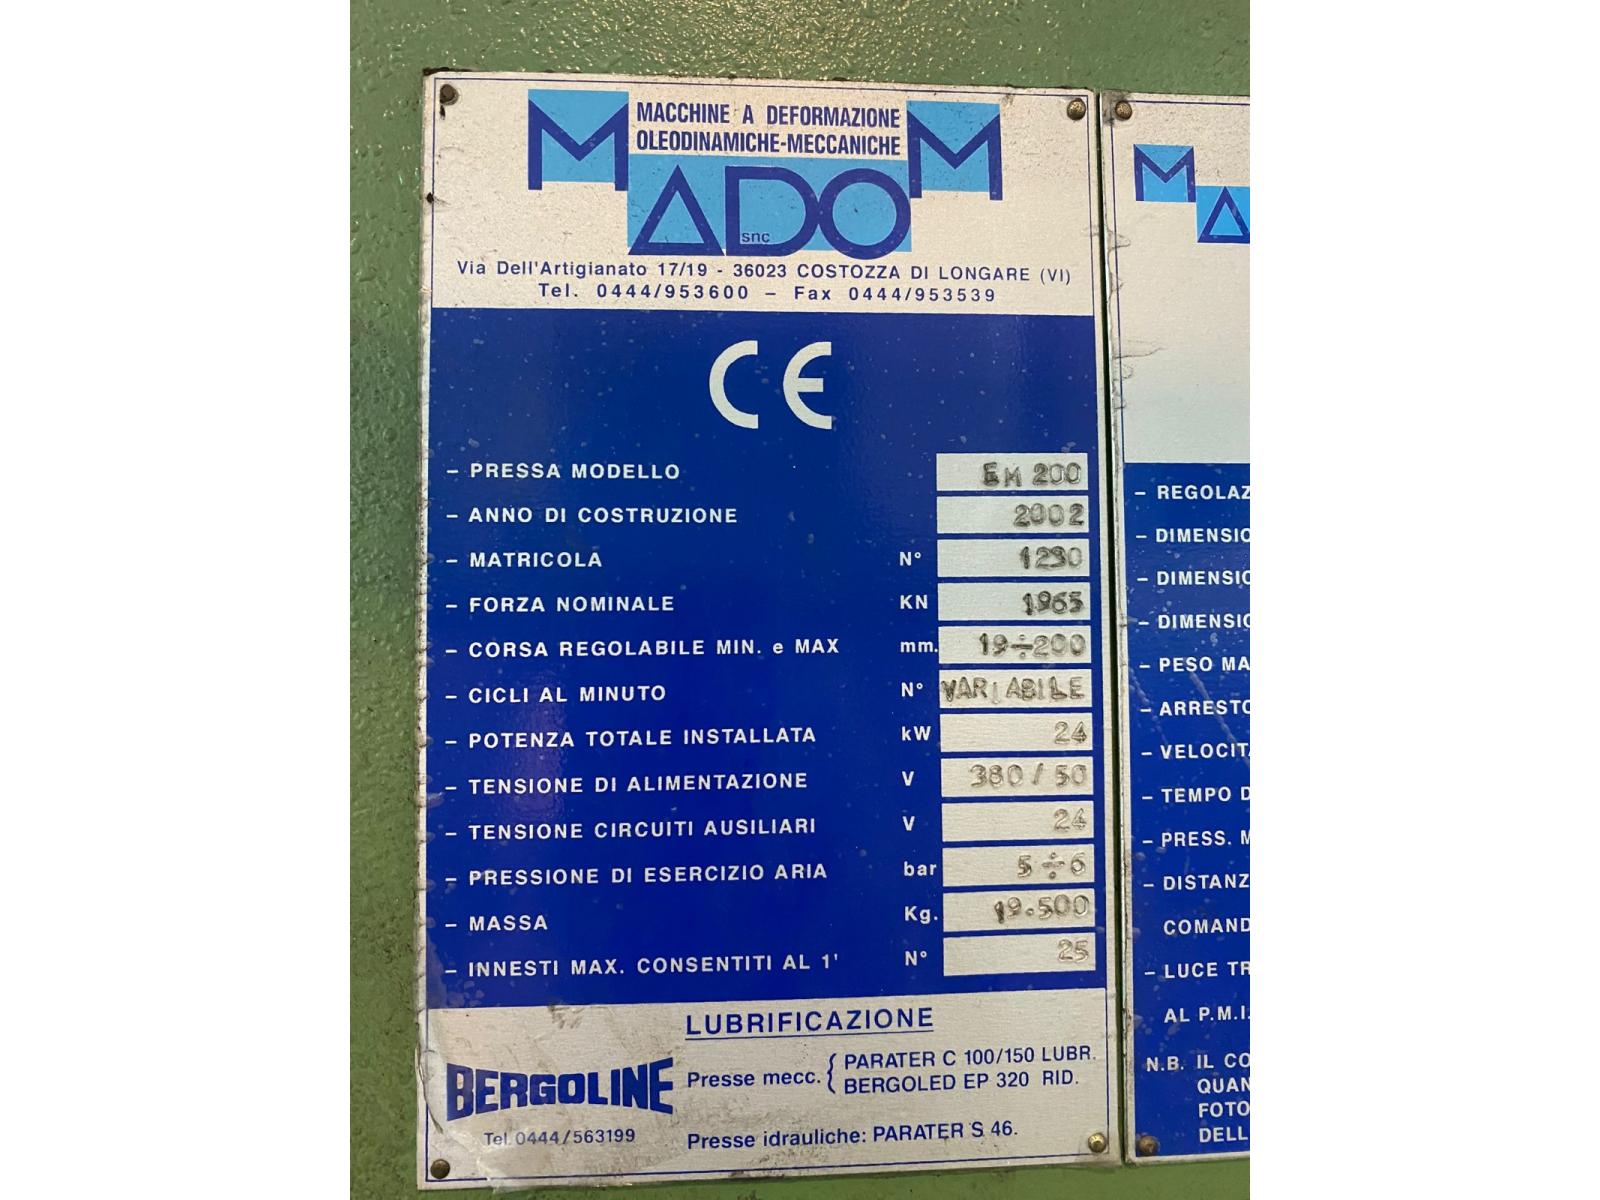 MACCHINE A DEFORMAZIONE
OLEODINAMICHE-MECCANICHE
MADOM
snc
Via Dell'Artigianato 17/19 - 36023 COSTOZZA DI LONGARE (VI)
Tel. 0444/953600 – Fax 0444/953539
CE
– PRESSA MODELLO EM 200
– ANNO DI COSTRUZIONE 2002
– MATRICOLA N° 1230
– FORZA NOMINALE KN 1965
– CORSA REGOLABILE MIN. e MAX mm. 19÷200
– CICLI AL MINUTO N° VARIABILE
– POTENZA TOTALE INSTALLATA kW 24
– TENSIONE DI ALIMENTAZIONE V 380/50
– TENSIONE CIRCUITI AUSILIARI V 24
– PRESSIONE DI ESERCIZIO ARIA bar 5÷6
– MASSA Kg. 19.500
– INNESTI MAX. CONSENTITI AL 1' N° 25
LUBRIFICAZIONE
BERGOLINE
Tel. 0444/563199
Presse mecc. { PARATER C 100/150 LUBR.
BERGOLED EP 320 RID.
Presse idrauliche: PARATER S 46.
MA
– REGOLAZ
– DIMENSIO
– DIMENSIO
– DIMENSIO
– PESO MA
– ARRESTO
– VELOCITA
– TEMPO D
– PRESS. M
– DISTANZ
COMAND
– LUCE TR
AL P.M.I.
N.B. IL CO
QUAN
FOTO
DELL